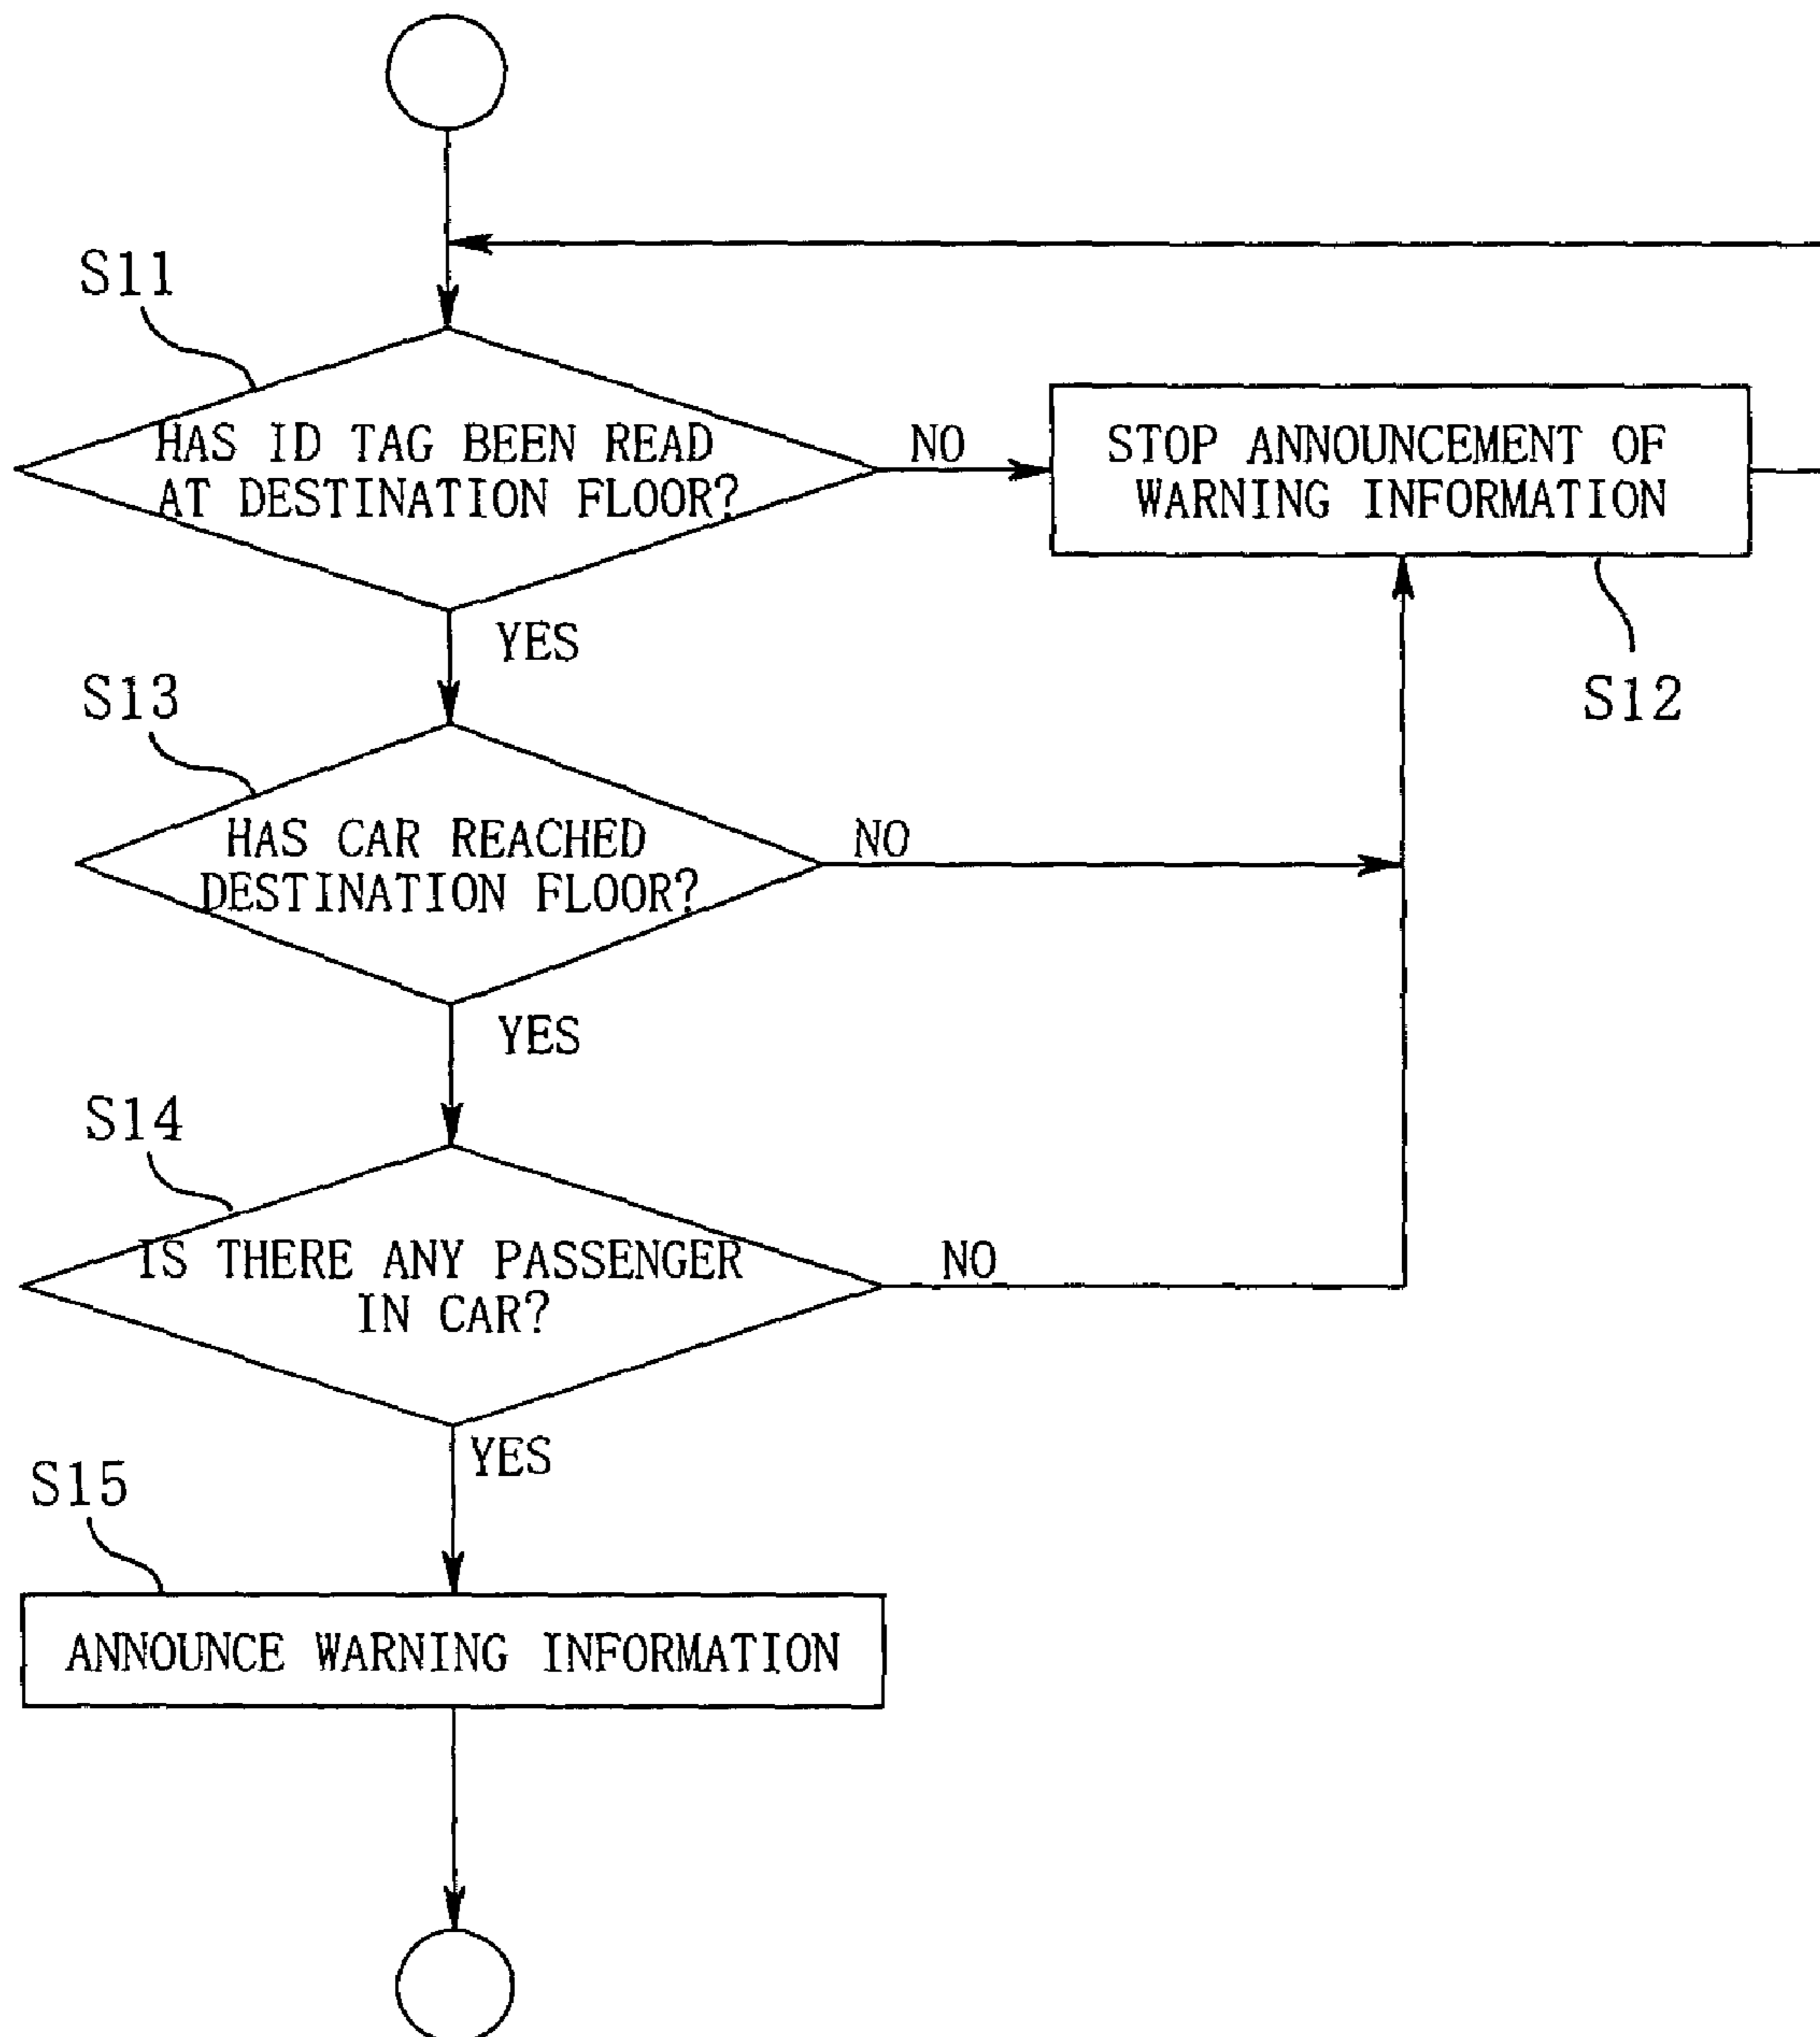 S11
HAS ID TAG BEEN READ
AT DESTINATION FLOOR?
NO
STOP ANNOUNCEMENT OF
WARNING INFORMATION
YES
S12
S13
HAS CAR REACHED
DESTINATION FLOOR?
NO
YES
S14
IS THERE ANY PASSENGER
IN CAR?
NO
YES
S15
ANNOUNCE WARNING INFORMATION